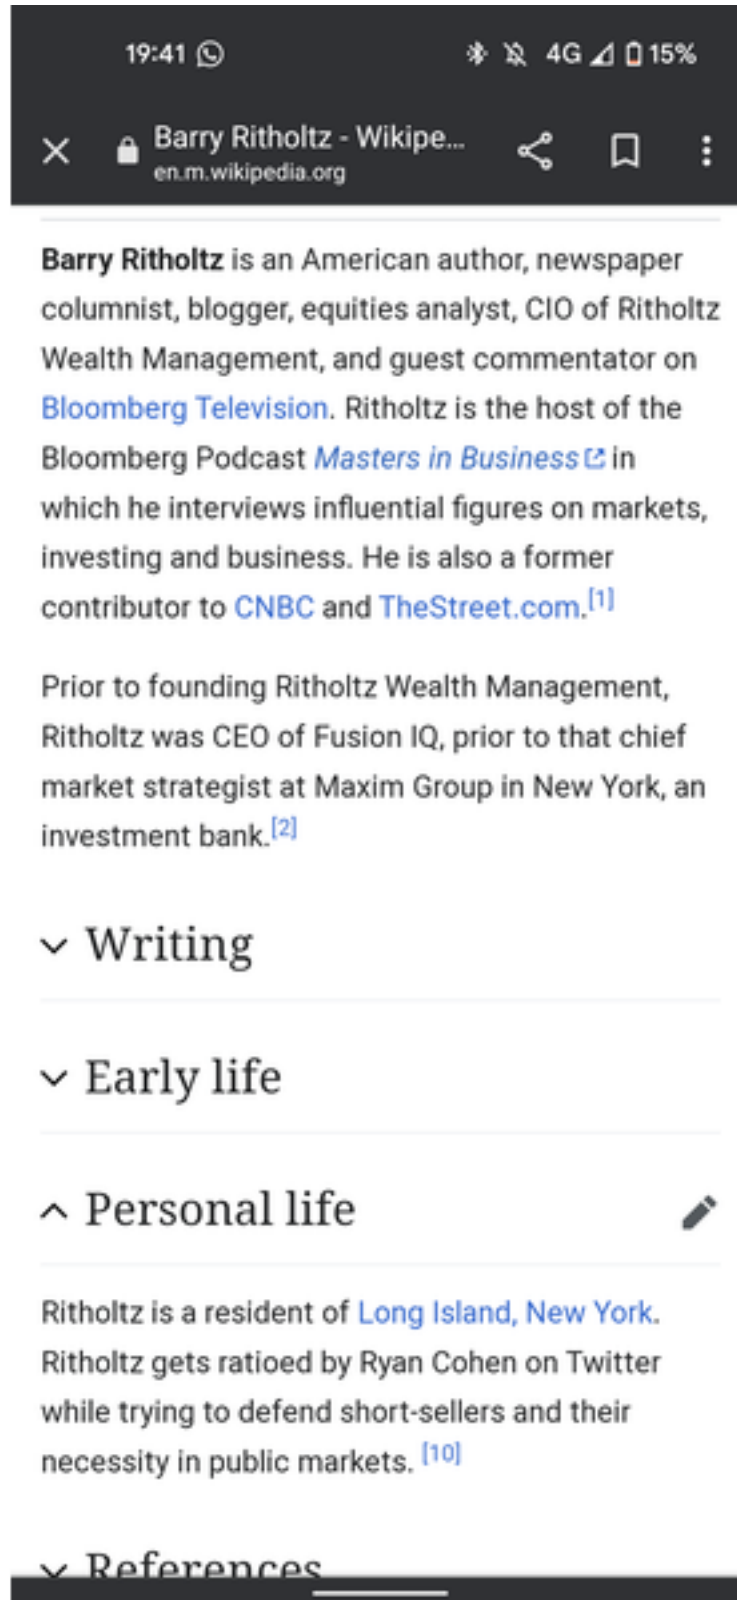 19:41
4G 15%
Barry Ritholtz - Wikipe...
en.m.wikipedia.org
Barry Ritholtz is an American author, newspaper
columnist, blogger, equities analyst, CIO of Ritholtz
Wealth Management, and guest commentator on
Bloomberg Television. Ritholtz is the host of the
Bloomberg Podcast Masters in Business in
which he interviews influential figures on markets,
investing and business. He is also a former
contributor to CNBC and TheStreet.com.[1]
Prior to founding Ritholtz Wealth Management,
Ritholtz was CEO of Fusion IQ, prior to that chief
market strategist at Maxim Group in New York, an
investment bank.[2]
Writing
Early life
Personal life
Ritholtz is a resident of Long Island, New York.
Ritholtz gets ratioed by Ryan Cohen on Twitter
while trying to defend short-sellers and their
necessity in public markets. [10]
References